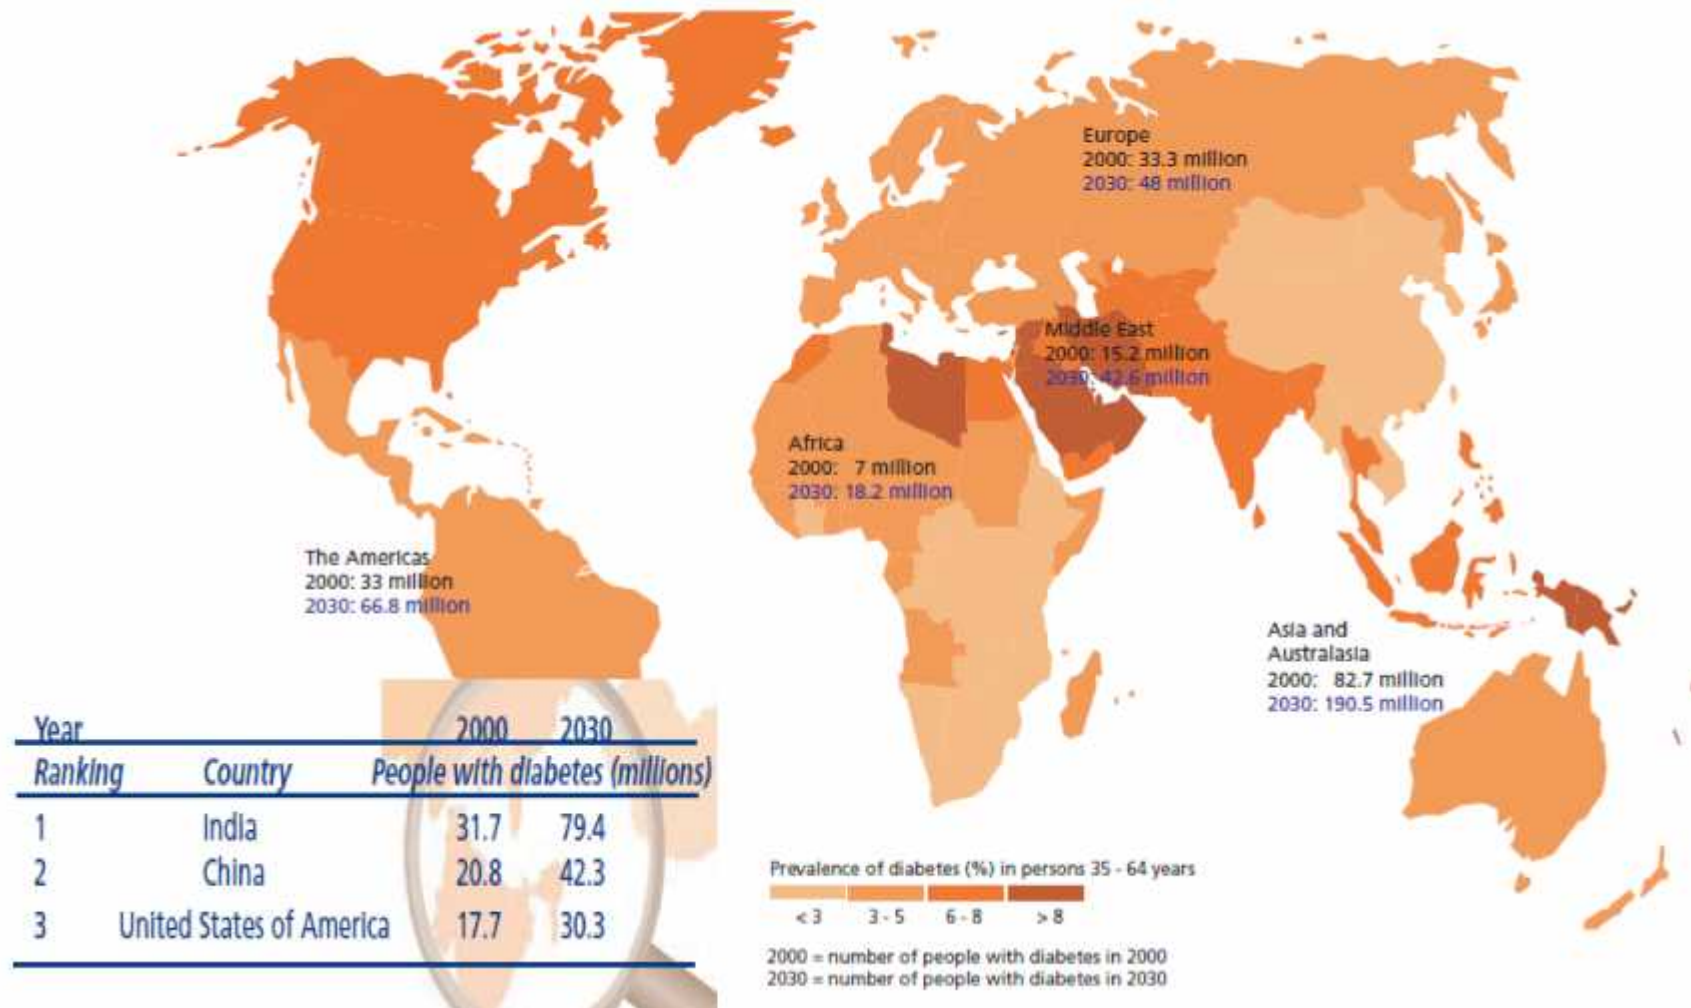 Europe
2000: 33.3 million
2030: 48 million
Middle East
2000: 15.2 million
2030: 42.6 million
Africa
2000: 7 million
2030: 18.2 million
The Americas
2000: 33 million
2030: 66.8 million
Asia and
Australasia
2000: 82.7 million
2030: 190.5 million
Year 2000 2030
Ranking Country People with diabetes (millions)
1 India 31.7 79.4
2 China 20.8 42.3
3 United States of America 17.7 30.3
Prevalence of diabetes (%) in persons 35 - 64 years
< 3 3 - 5 6 - 8 > 8
2000 = number of people with diabetes in 2000
2030 = number of people with diabetes in 2030